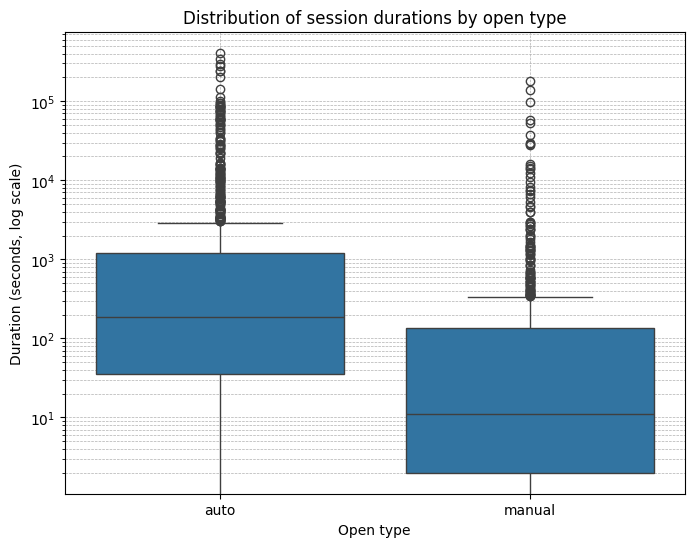 Distribution of session durations by open type
Duration (seconds, log scale)
10^5
10^4
10^3
10^2
10^1
auto
manual
Open type